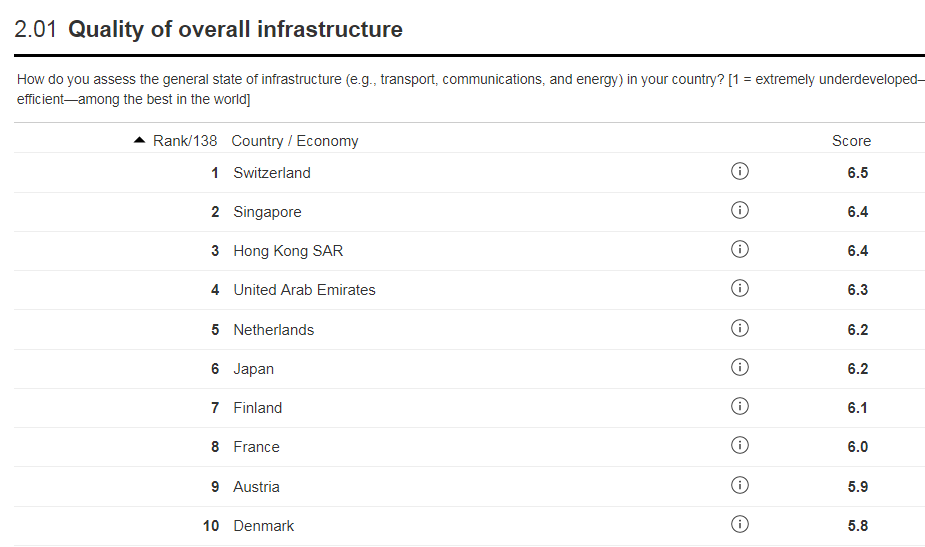 2.01 Quality of overall infrastructure
How do you assess the general state of infrastructure (e.g., transport, communications, and energy) in your country? [1 = extremely underdeveloped—
efficient—among the best in the world]
Rank/138 Country / Economy Score
1 Switzerland 6.5
2 Singapore 6.4
3 Hong Kong SAR 6.4
4 United Arab Emirates 6.3
5 Netherlands 6.2
6 Japan 6.2
7 Finland 6.1
8 France 6.0
9 Austria 5.9
10 Denmark 5.8